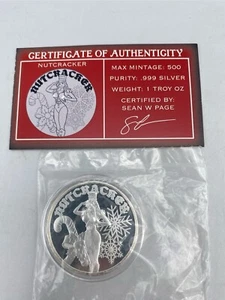 CERTIFICATE OF AUTHENTICITY
NUTCRACKER
NUTCRACKER
MAX MINTAGE: 500
PURITY: .999 SILVER
WEIGHT: 1 TROY OZ
CERTIFIED BY:
SEAN W PAGE
NUTCRACKER